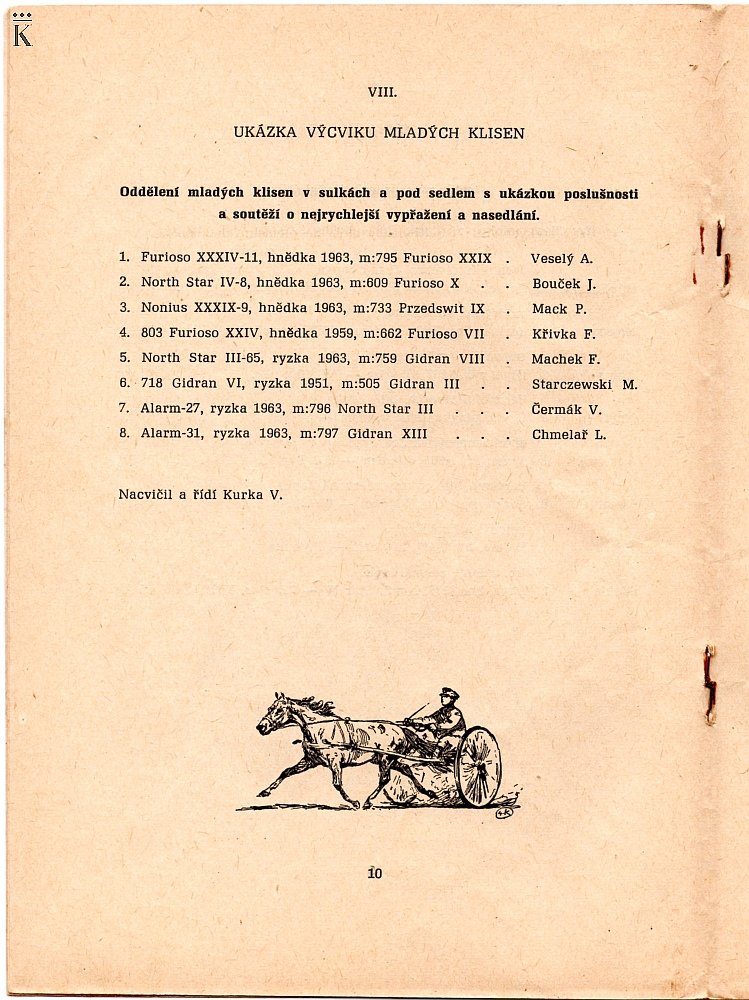 K
VIII.
UKÁZKA VÝCVIKU MLADÝCH KLISEN
Oddělení mladých klisen v sulkách a pod sedlem s ukázkou poslušnosti
a soutěží o nejrychlejší vypřažení a nasedlání.
1. Furioso XXXIV-11, hnědka 1963, m:795 Furioso XXIX . Veselý A.
2. North Star IV-8, hnědka 1963, m:609 Furioso X . . Bouček J.
3. Nonius XXXIX-9, hnědka 1963, m:733 Przedswit IX . Mack P.
4. 803 Furioso XXIV, hnědka 1959, m:662 Furioso VII . Křivka F.
5. North Star III-65, ryzka 1963, m:759 Gidran VIII . Machek F.
6. 718 Gidran VI, ryzka 1951, m:505 Gidran III . . Starczewski M.
7. Alarm-27, ryzka 1963, m:796 North Star III . . . Čermák V.
8. Alarm-31, ryzka 1963, m:797 Gidran XIII . . . Chmelař L.
Nacvičil a řídí Kurka V.
10